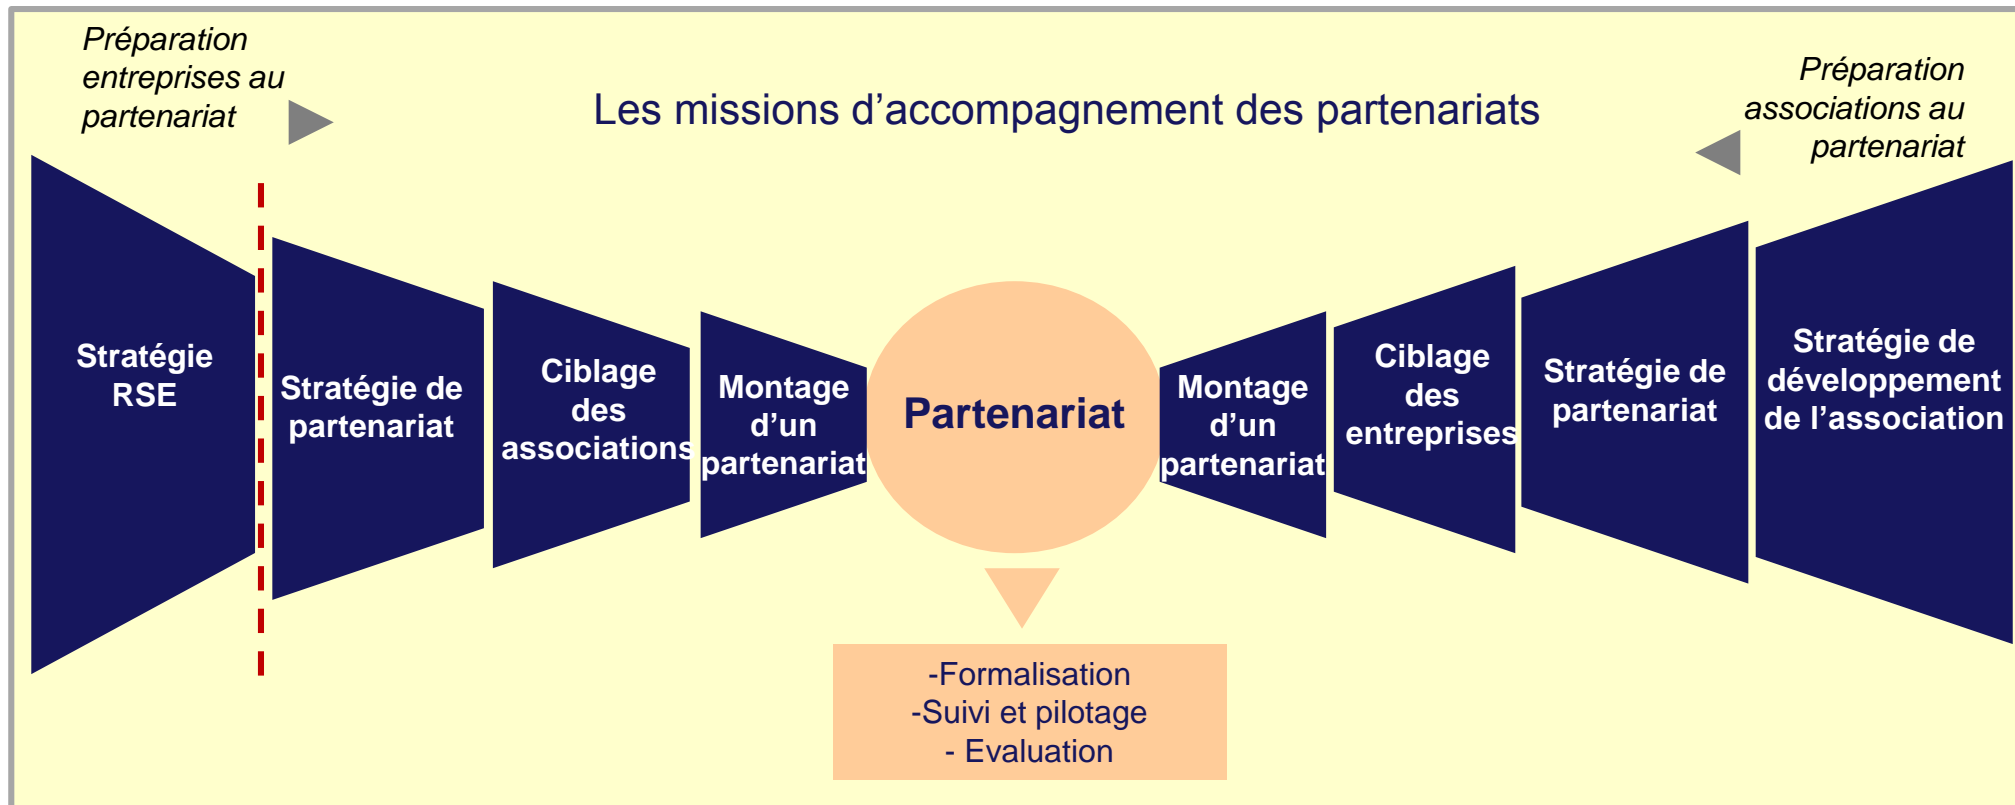 Préparation
entreprises au
partenariat
Les missions d’accompagnement des partenariats
Préparation
associations au
partenariat
Stratégie
RSE
Stratégie de
partenariat
Ciblage
des
associations
Montage
d’un
partenariat
Partenariat
Montage
d’un
partenariat
Ciblage
des
entreprises
Stratégie de
partenariat
Stratégie de
développement
de l’association
-Formalisation
-Suivi et pilotage
- Evaluation